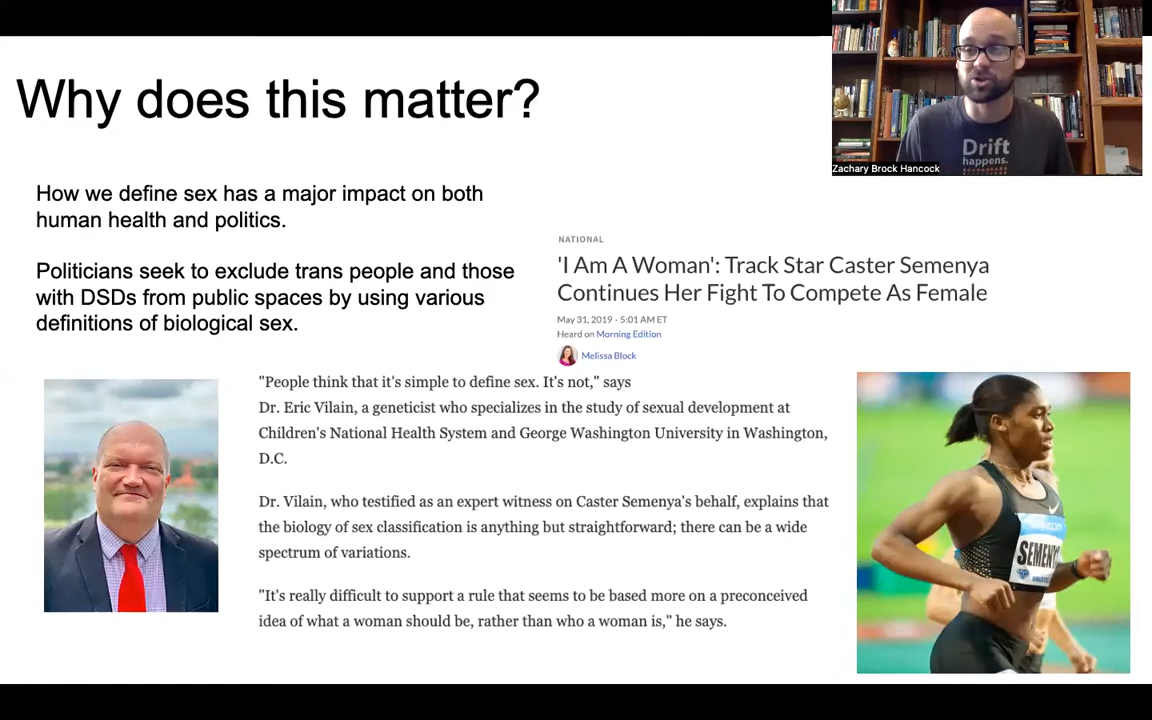 Why does this matter?
Drift
happens.
Zachary Brock Hancock
How we define sex has a major impact on both
human health and politics.
Politicians seek to exclude trans people and those
with DSDs from public spaces by using various
definitions of biological sex.
NATIONAL
'I Am A Woman': Track Star Caster Semenya
Continues Her Fight To Compete As Female
May 31, 2019 · 5:01 AM ET
Heard on Morning Edition
Melissa Block
"People think that it's simple to define sex. It's not," says
Dr. Eric Vilain, a geneticist who specializes in the study of sexual development at
Children's National Health System and George Washington University in Washington,
D.C.
Dr. Vilain, who testified as an expert witness on Caster Semenya's behalf, explains that
the biology of sex classification is anything but straightforward; there can be a wide
spectrum of variations.
"It's really difficult to support a rule that seems to be based more on a preconceived
idea of what a woman should be, rather than who a woman is," he says.
SEMENY